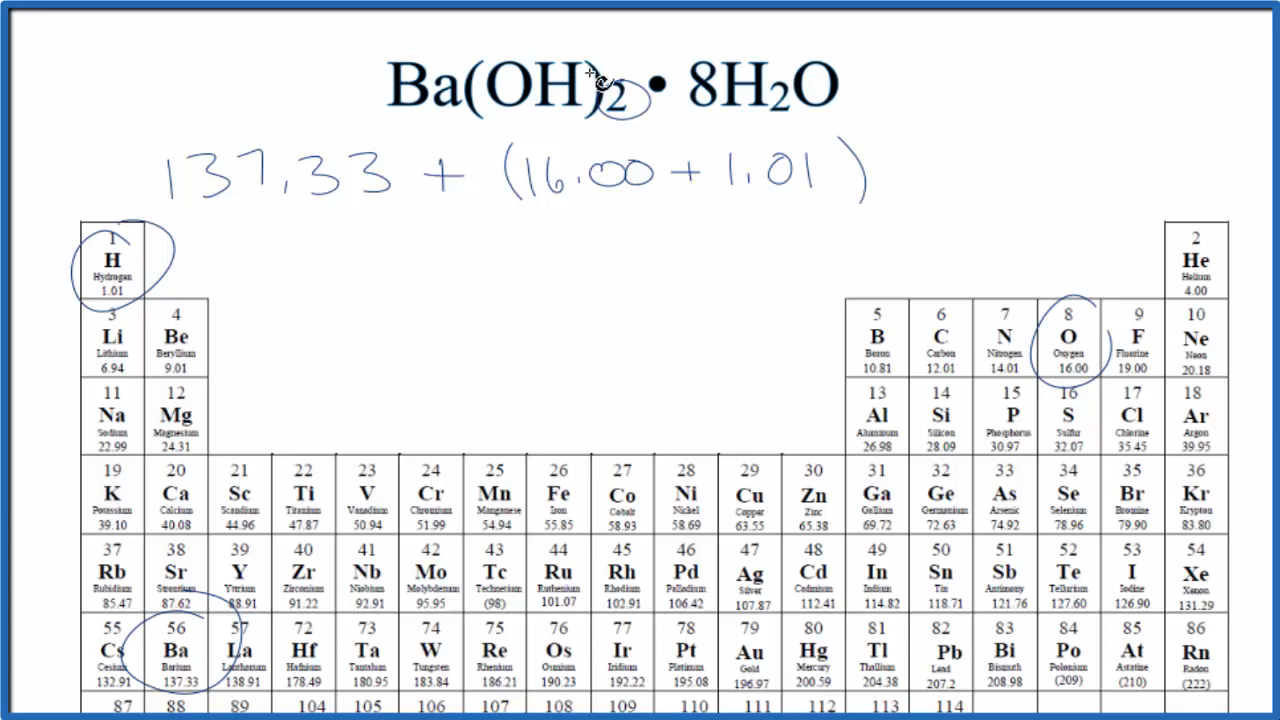 Ba(OH)₂ • 8H₂O
137.33 + (16.00 + 1.01)
1 2
H He
Hydrogen Helium
1.01 4.00
3 4 5 6 7 8 9 10
Li Be B C N O F Ne
Lithium Beryllium Boron Carbon Nitrogen Oxygen Fluorine Neon
6.94 9.01 10.81 12.01 14.01 16.00 19.00 20.18
11 12 13 14 15 16 17 18
Na Mg Al Si P S Cl Ar
Sodium Magnesium Aluminum Silicon Phosphorus Sulfur Chlorine Argon
22.99 24.31 26.98 28.09 30.97 32.07 35.45 39.95
19 20 21 22 23 24 25 26 27 28 29 30 31 32 33 34 35 36
K Ca Sc Ti V Cr Mn Fe Co Ni Cu Zn Ga Ge As Se Br Kr
Potassium Calcium Scandium Titanium Vanadium Chromium Manganese Iron Cobalt Nickel Copper Zinc Gallium Germanium Arsenic Selenium Bromine Krypton
39.10 40.08 44.96 47.87 50.94 51.99 54.94 55.85 58.93 58.69 63.55 65.38 69.72 72.63 74.92 78.96 79.90 83.80
37 38 39 40 41 42 43 44 45 46 47 48 49 50 51 52 53 54
Rb Sr Y Zr Nb Mo Tc Ru Rh Pd Ag Cd In Sn Sb Te I Xe
Rubidium Strontium Yttrium Zirconium Niobium Molybdenum Technetium Ruthenium Rhodium Palladium Silver Cadmium Indium Tin Antimony Tellurium Iodine Xenon
85.47 87.62 88.91 91.22 92.91 95.95 (98) 101.07 102.91 106.42 107.87 112.41 114.82 118.71 121.76 127.60 126.90 131.29
55 56 57 72 73 74 75 76 77 78 79 80 81 82 83 84 85 86
Cs Ba La Hf Ta W Re Os Ir Pt Au Hg Tl Pb Bi Po At Rn
Cesium Barium Lanthanum Hafnium Tantalum Tungsten Rhenium Osmium Iridium Platinum Gold Mercury Thallium Lead Bismuth Polonium Astatine Radon
132.91 137.33 138.91 178.49 180.95 183.84 186.21 190.23 192.22 195.08 196.97 200.59 204.38 207.2 208.98 (209) (210) (222)
87 88 89 104 105 106 107 108 109 110 111 112 113 114